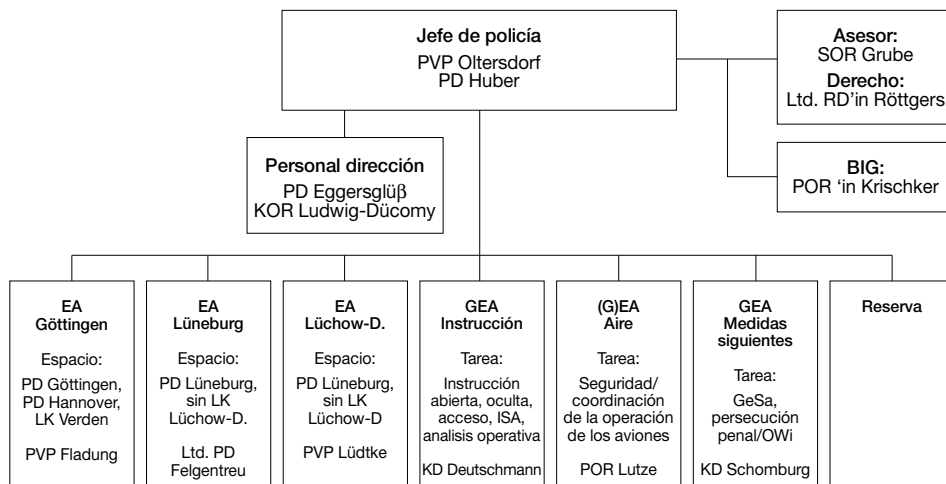 Jefe de policía
PVP Oltersdorf
PD Huber
Asesor:
SOR Grube
Derecho:
Ltd. RD’in Röttgers
Personal dirección
PD Eggersglüβ
KOR Ludwig-Dücomy
BIG:
POR ‘in Krischker
EA
Göttingen
Espacio:
PD Göttingen,
PD Hannover,
LK Verden
PVP Fladung
EA
Lüneburg
Espacio:
PD Lüneburg,
sin LK
Lüchow-D.
Ltd. PD
Felgentreu
EA
Lüchow-D.
Espacio:
PD Lüneburg,
sin LK
Lüchow-D
PVP Lüdtke
GEA
Instrucción
Tarea:
Instrucción
abierta, oculta,
acceso, ISA,
analisis operativa
KD Deutschmann
(G)EA
Aire
Tarea:
Seguridad/
coordinación
de la operación
de los aviones
POR Lutze
GEA
Medidas
siguientes
Tarea:
GeSa,
persecución
penal/OWi
KD Schomburg
Reserva